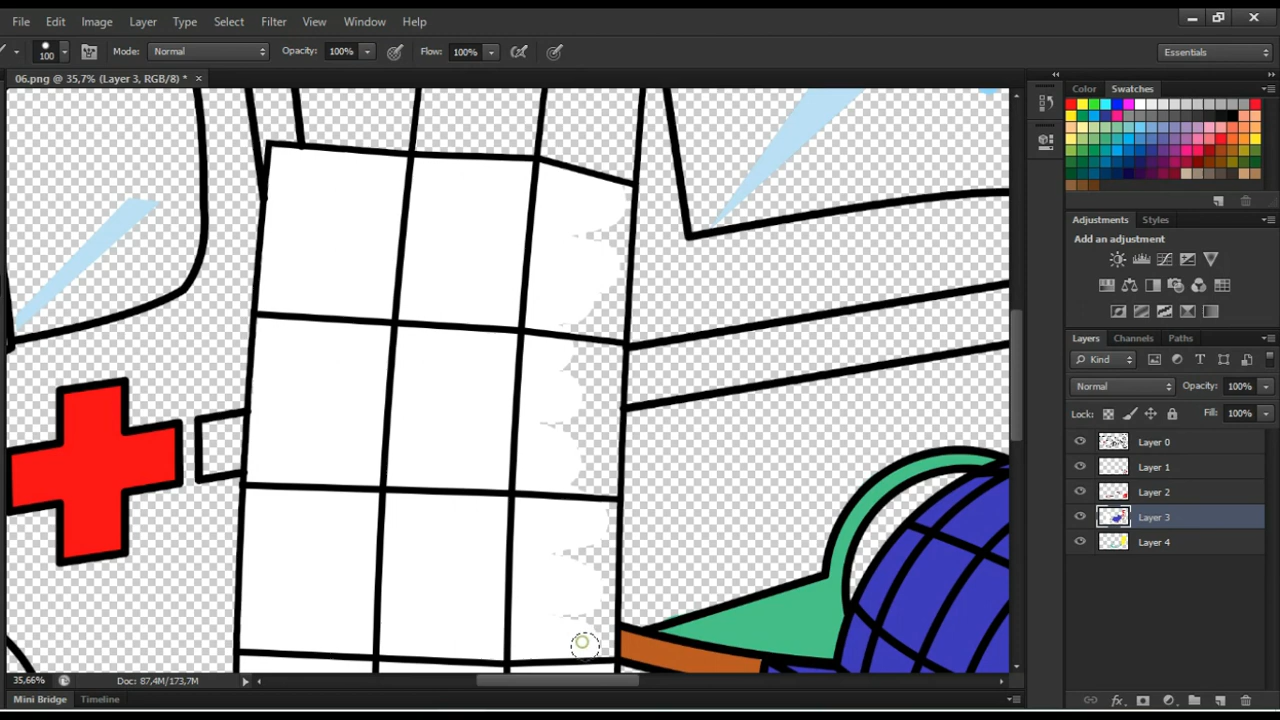 File Edit Image Layer Type Select Filter View Window Help
100 Mode: Normal Opacity: 100% Flow: 100% Essentials
06.png @ 35,7% (Layer 3, RGB/8) * ×
Color Swatches
Adjustments Styles
Add an adjustment
Layers Channels Paths
Kind
Normal Opacity: 100%
Lock: Fill: 100%
Layer 0
Layer 1
Layer 2
Layer 3
Layer 4
35,66% Doc: 87,4M/173,7M
Mini Bridge Timeline